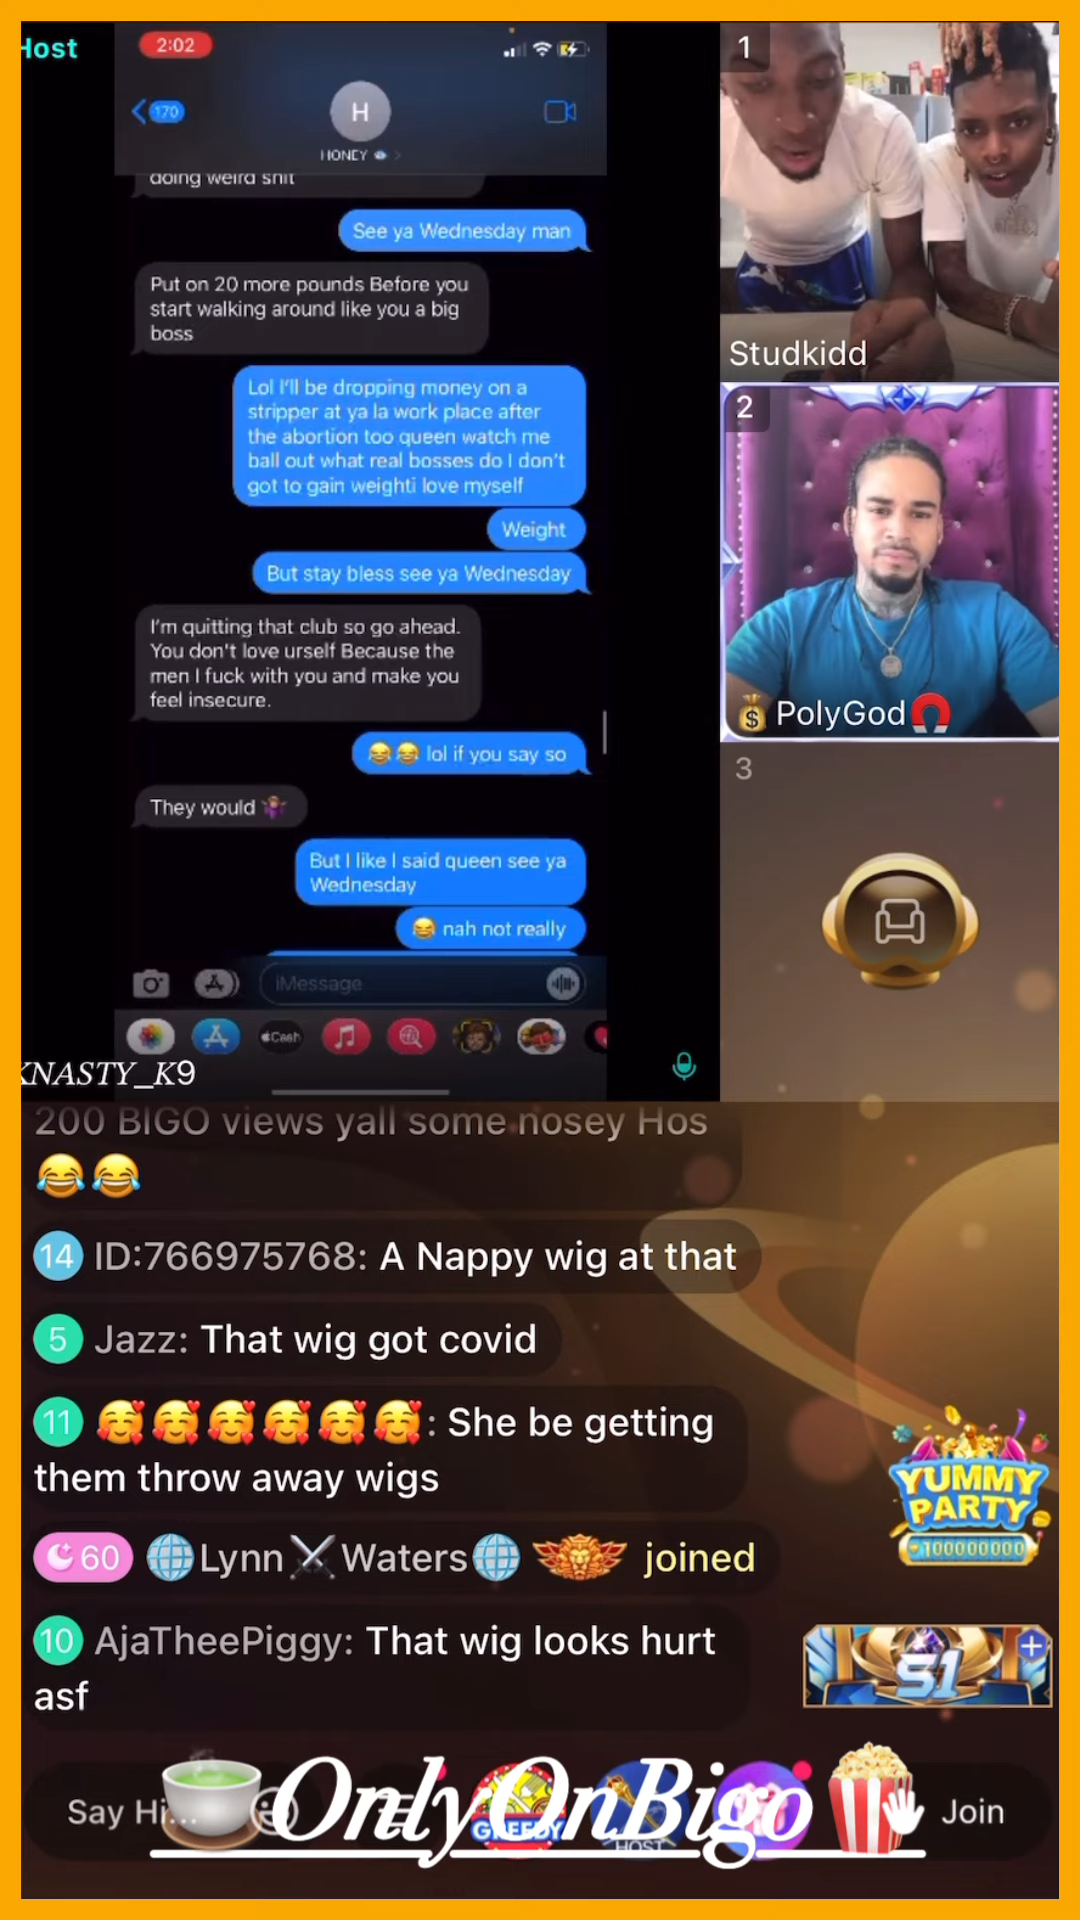 Host
2:02
170
H
HONEY
doing weird shit
See ya Wednesday man
Put on 20 more pounds Before you
start walking around like you a big
boss
Lol I'll be dropping money on a
stripper at ya la work place after
the abortion too queen watch me
ball out what real bosses do I don't
got to gain weighti love myself
Weight
But stay bless see ya Wednesday
I'm quitting that club so go ahead.
You don't love urself Because the
men I fuck with you and make you
feel insecure.
😂😂 lol if you say so
They would 🤷🏾‍♀️
But I like I said queen see ya
Wednesday
😂 nah not really
iMessage
Cash
KNASTY_K9
1
Studkidd
2
💰PolyGod🧲
3
200 BIGO views yall some nosey Hos
😂😂
14 ID:766975768: A Nappy wig at that
5 Jazz: That wig got covid
11 🥰🥰🥰🥰🥰🥰: She be getting
them throw away wigs
60 🌐Lynn⚔️Waters🌐 joined
10 AjaTheePiggy: That wig looks hurt
asf
YUMMY
PARTY
100000000
S1
Say Hi...
GREEDY
HOST
Join
🍵OnlyOnBigo🍿